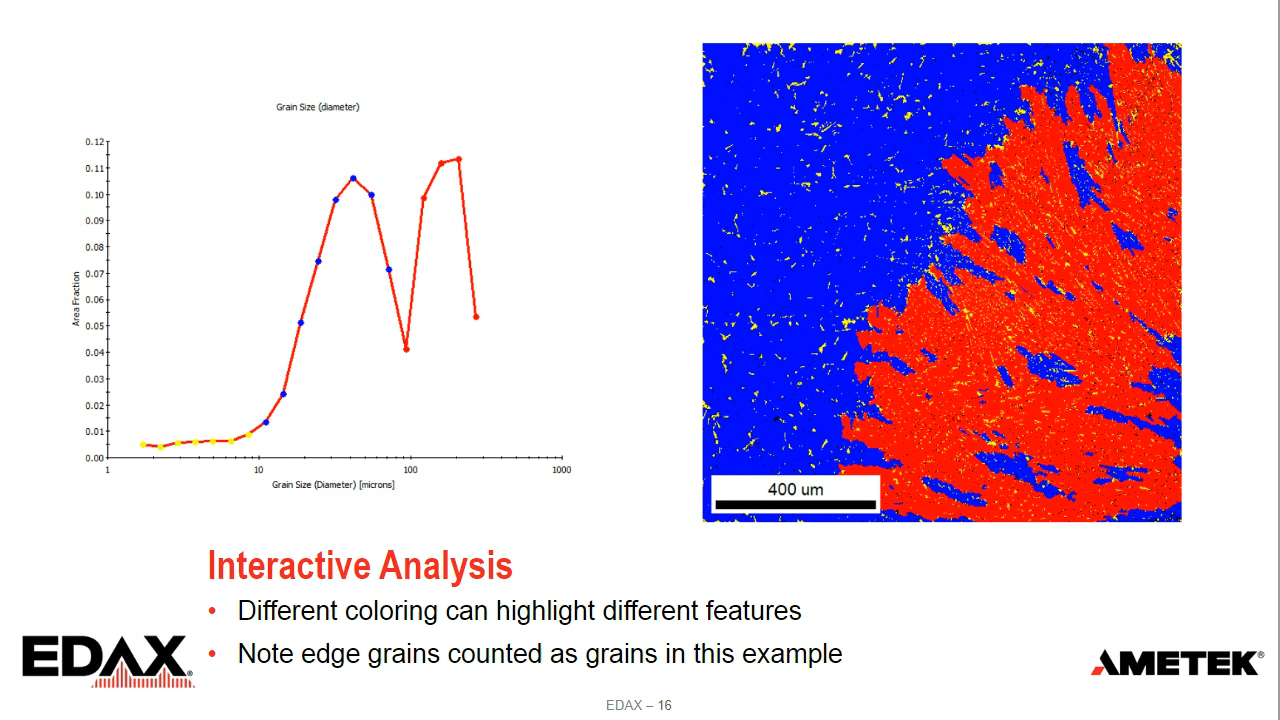 Grain Size (diameter)
0.12
0.11
0.10
0.09
0.08
0.07
0.06
0.05
0.04
0.03
0.02
0.01
0.00
Area Fraction
1
10
100
1000
Grain Size (Diameter) [microns]
400 um
Interactive Analysis
• Different coloring can highlight different features
• Note edge grains counted as grains in this example
EDAX®
AMETEK®
EDAX – 16